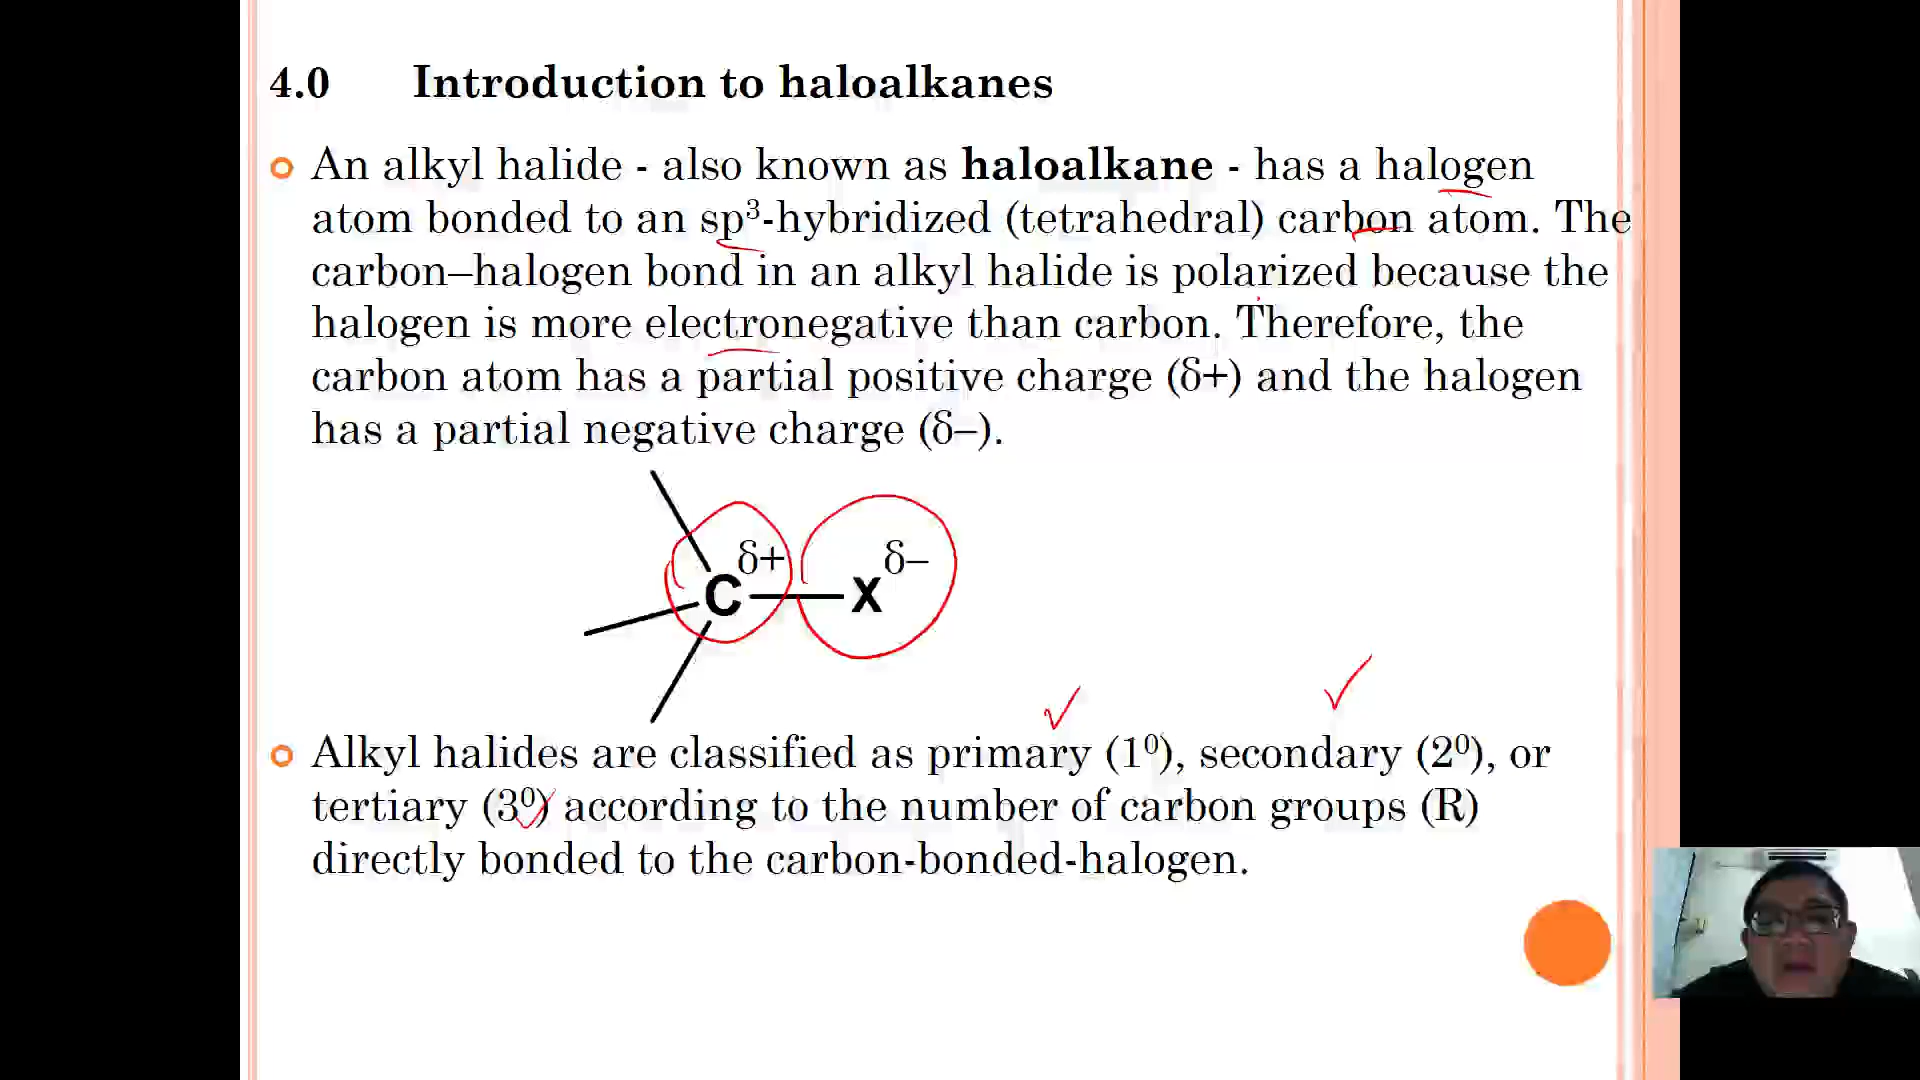 4.0 Introduction to haloalkanes
An alkyl halide - also known as haloalkane - has a halogen
atom bonded to an sp³-hybridized (tetrahedral) carbon atom. The
carbon–halogen bond in an alkyl halide is polarized because the
halogen is more electronegative than carbon. Therefore, the
carbon atom has a partial positive charge (δ+) and the halogen
has a partial negative charge (δ–).
δ+ δ–
C X
Alkyl halides are classified as primary (1⁰), secondary (2⁰), or
tertiary (3⁰) according to the number of carbon groups (R)
directly bonded to the carbon-bonded-halogen.